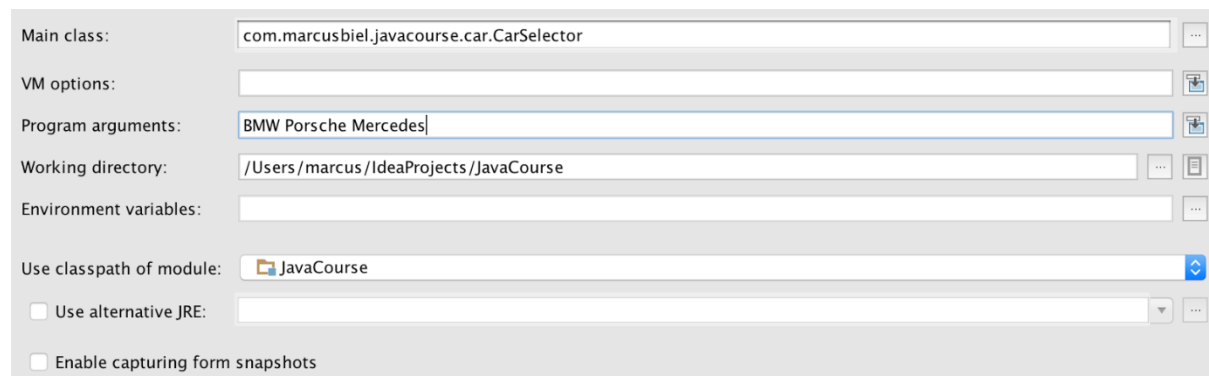 Main class: com.marcusbiel.javacourse.car.CarSelector
VM options:
Program arguments: BMW Porsche Mercedes
Working directory: /Users/marcus/IdeaProjects/JavaCourse
Environment variables:
Use classpath of module: JavaCourse
Use alternative JRE:
Enable capturing form snapshots